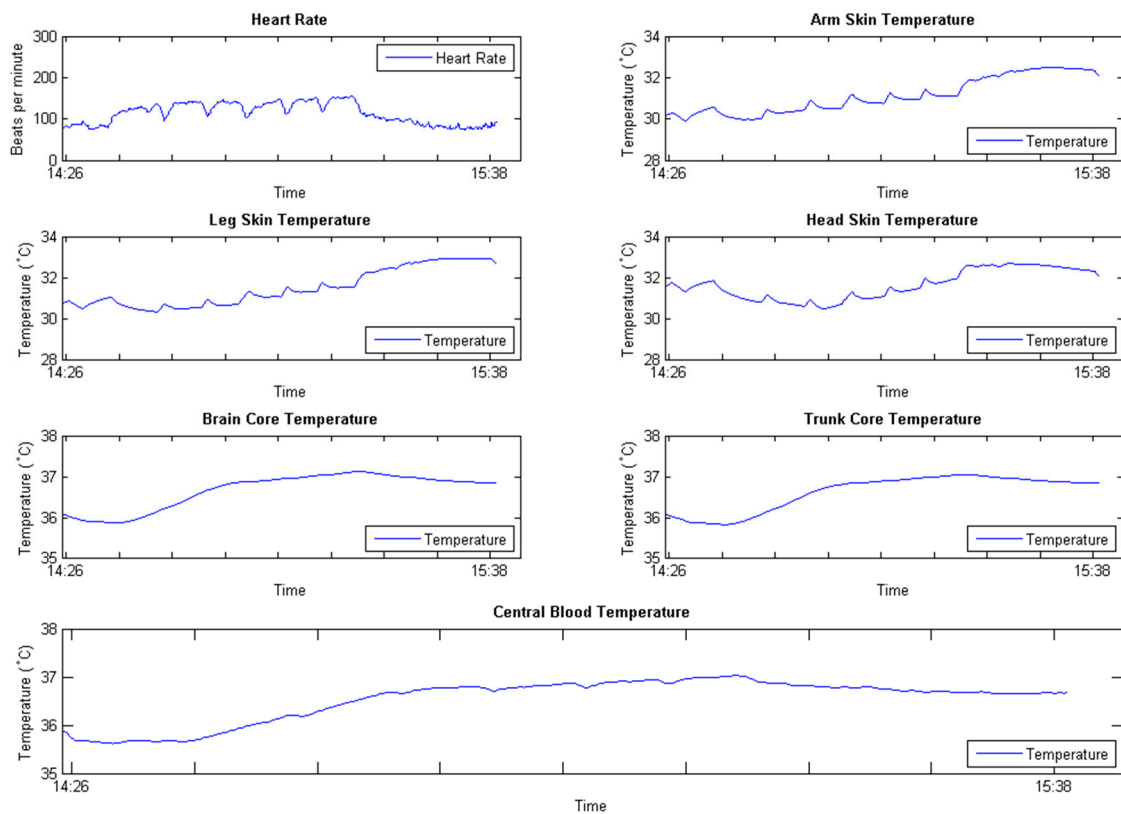 Heart Rate
Beats per minute
300
200
100
0
Heart Rate
14:26
15:38
Time
Arm Skin Temperature
Temperature (˚C)
34
32
30
28
Temperature
14:26
15:38
Time
Leg Skin Temperature
Temperature (˚C)
34
32
30
28
Temperature
14:26
15:38
Time
Head Skin Temperature
Temperature (˚C)
34
32
30
28
Temperature
14:26
15:38
Time
Brain Core Temperature
Temperature (˚C)
38
37
36
35
Temperature
14:26
15:38
Time
Trunk Core Temperature
Temperature (˚C)
38
37
36
35
Temperature
14:26
15:38
Time
Central Blood Temperature
Temperature (˚C)
38
37
36
35
Temperature
14:26
15:38
Time